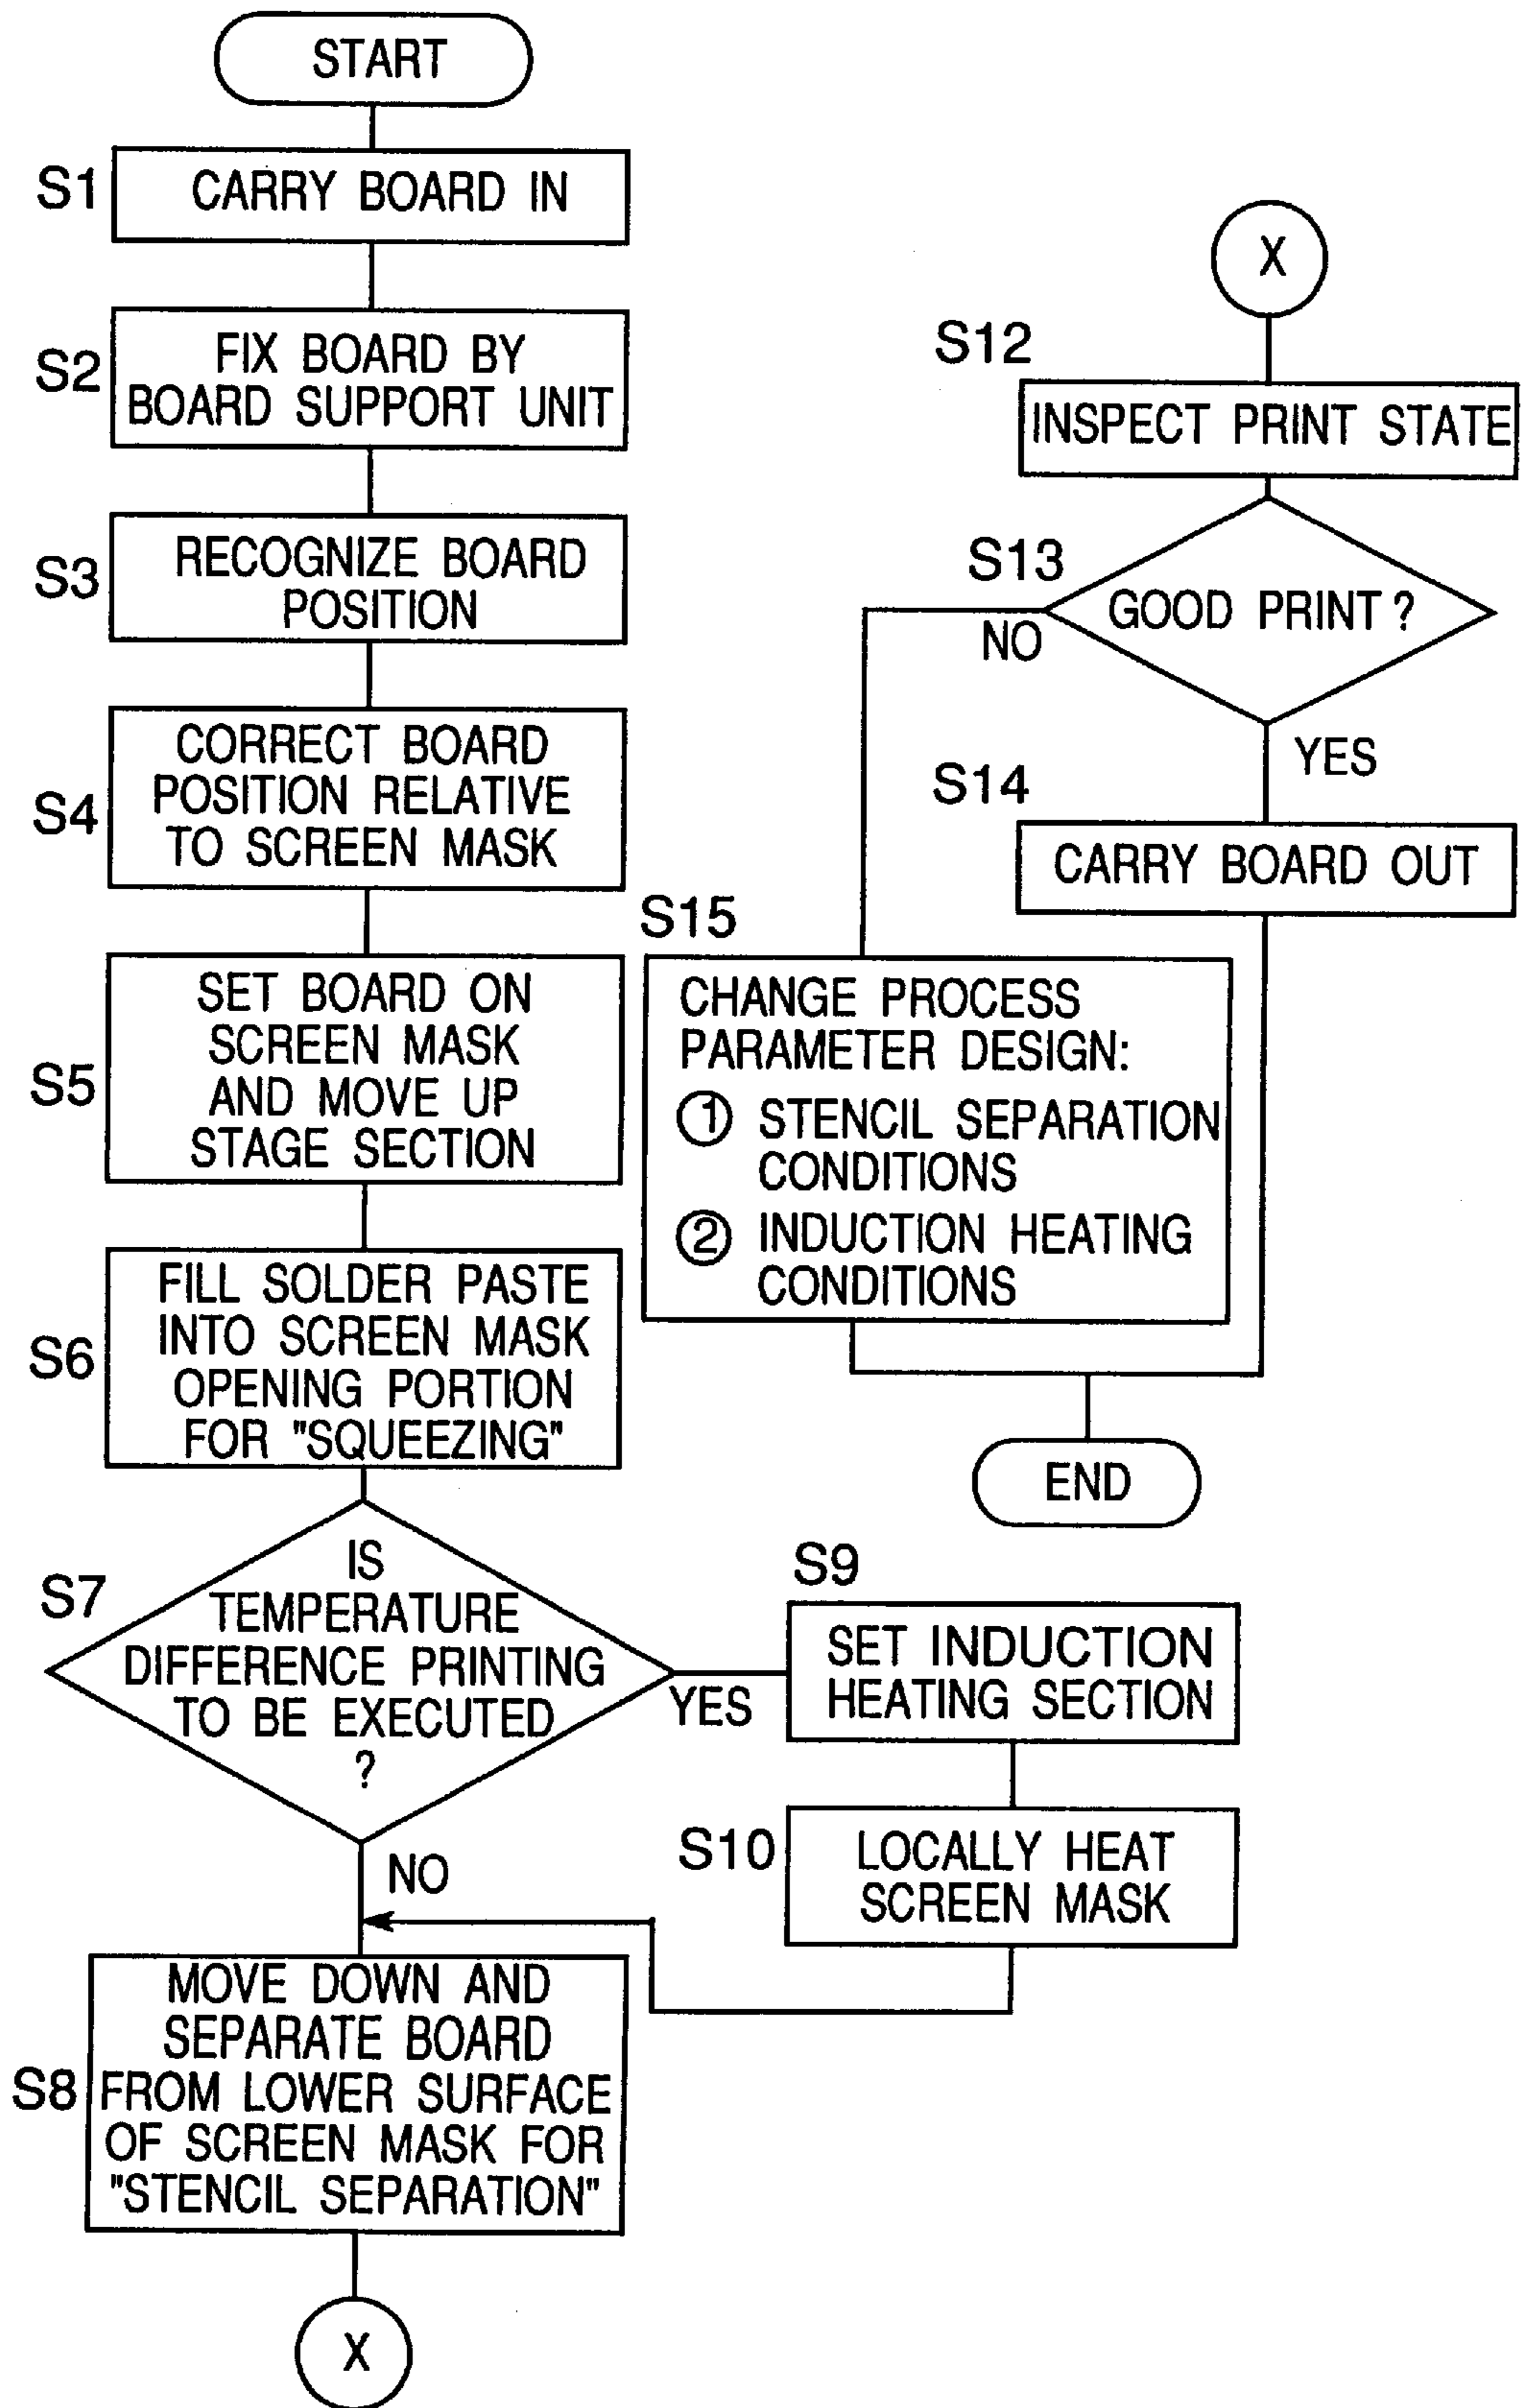 START
S1
CARRY BOARD IN
S2
FIX BOARD BY
BOARD SUPPORT UNIT
S3
RECOGNIZE BOARD
POSITION
S4
CORRECT BOARD
POSITION RELATIVE
TO SCREEN MASK
S5
SET BOARD ON
SCREEN MASK
AND MOVE UP
STAGE SECTION
S6
FILL SOLDER PASTE
INTO SCREEN MASK
OPENING PORTION
FOR "SQUEEZING"
S7
IS
TEMPERATURE
DIFFERENCE PRINTING
TO BE EXECUTED
?
YES
NO
S9
SET INDUCTION
HEATING SECTION
S10
LOCALLY HEAT
SCREEN MASK
S8
MOVE DOWN AND
SEPARATE BOARD
FROM LOWER SURFACE
OF SCREEN MASK FOR
"STENCIL SEPARATION"
X
X
S12
INSPECT PRINT STATE
S13
GOOD PRINT ?
NO
YES
S14
CARRY BOARD OUT
S15
CHANGE PROCESS
PARAMETER DESIGN:
① STENCIL SEPARATION
CONDITIONS
② INDUCTION HEATING
CONDITIONS
END